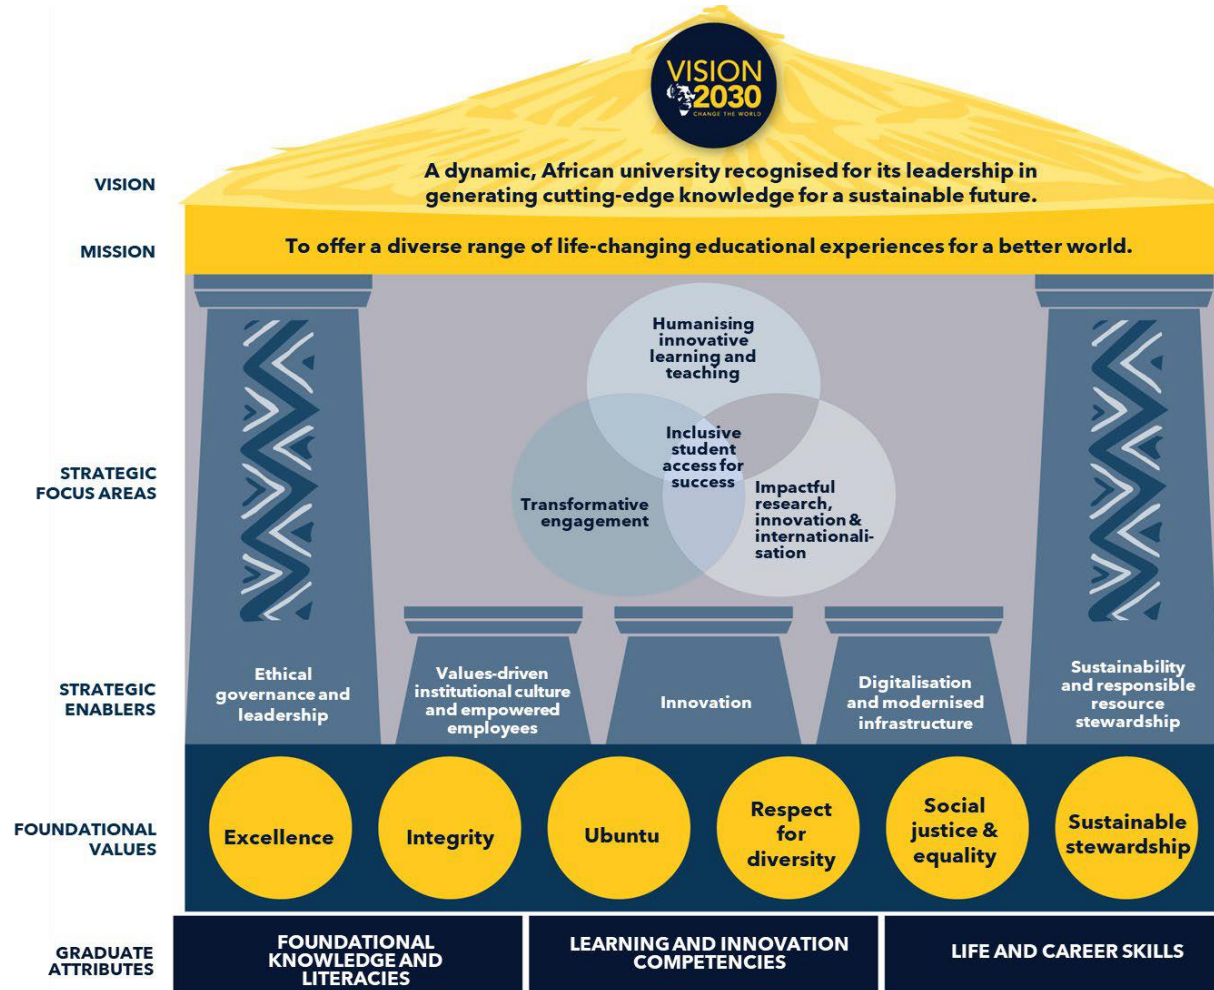 VISION
2030
CHANGE THE WORLD
VISION
A dynamic, African university recognised for its leadership in
generating cutting-edge knowledge for a sustainable future.
MISSION
To offer a diverse range of life-changing educational experiences for a better world.
STRATEGIC
FOCUS AREAS
Humanising
innovative
learning and
teaching
Inclusive
student
access for
success
Transformative
engagement
Impactful
research,
innovation &
internationali-
sation
STRATEGIC
ENABLERS
Ethical
governance and
leadership
Values-driven
institutional culture
and empowered
employees
Innovation
Digitalisation
and modernised
infrastructure
Sustainability
and responsible
resource
stewardship
FOUNDATIONAL
VALUES
Excellence
Integrity
Ubuntu
Respect
for
diversity
Social
justice &
equality
Sustainable
stewardship
GRADUATE
ATTRIBUTES
FOUNDATIONAL
KNOWLEDGE AND
LITERACIES
LEARNING AND INNOVATION
COMPETENCIES
LIFE AND CAREER SKILLS